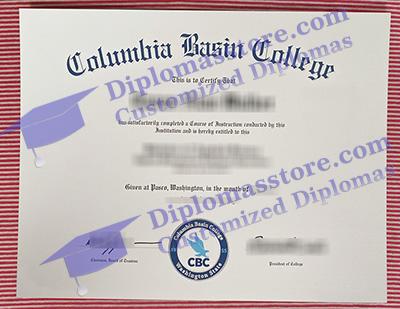 Columbia Basin College
This is to Certify That
Has satisfactorily completed a Course of Instruction conducted by this
Institution and is hereby entitled to this
Given at Pasco, Washington, in the month of
Chairman, Board of Trustees
President of College
Columbia Basin College
19 55
CBC
Washington State
Diplomasstore.com
Customized Diplomas
Diplomasstore.com
Customized Diplomas